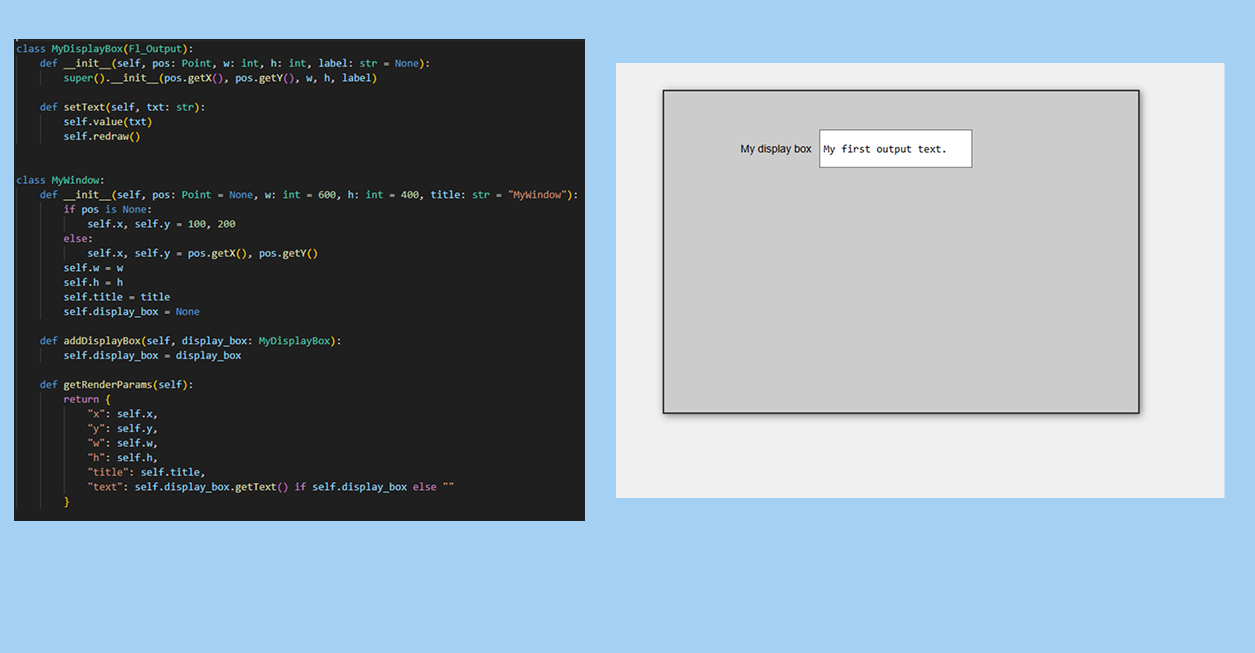 class MyDisplayBox(Fl_Output):
def __init__(self, pos: Point, w: int, h: int, label: str = None):
super().__init__(pos.getX(), pos.getY(), w, h, label)
def setText(self, txt: str):
self.value(txt)
self.redraw()
class MyWindow:
def __init__(self, pos: Point = None, w: int = 600, h: int = 400, title: str = "MyWindow"):
if pos is None:
self.x, self.y = 100, 200
else:
self.x, self.y = pos.getX(), pos.getY()
self.w = w
self.h = h
self.title = title
self.display_box = None
def addDisplayBox(self, display_box: MyDisplayBox):
self.display_box = display_box
def getRenderParams(self):
return {
"x": self.x,
"y": self.y,
"w": self.w,
"h": self.h,
"title": self.title,
"text": self.display_box.getText() if self.display_box else ""
}
My display box My first output text.